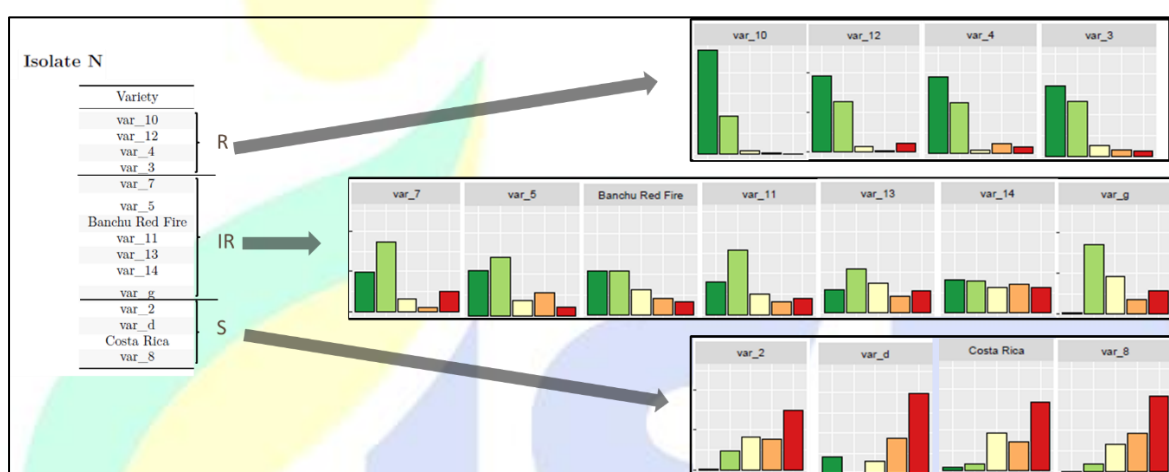 Isolate N
Variety
var_10
var_12
var_4
var_3
var_7
var_5
Banchu Red Fire
var_11
var_13
var_14
var_g
var_2
var_d
Costa Rica
var_8
R
IR
S
var_10 var_12 var_4 var_3
var_7 var_5 Banchu Red Fire var_11 var_13 var_14 var_g
var_2 var_d Costa Rica var_8